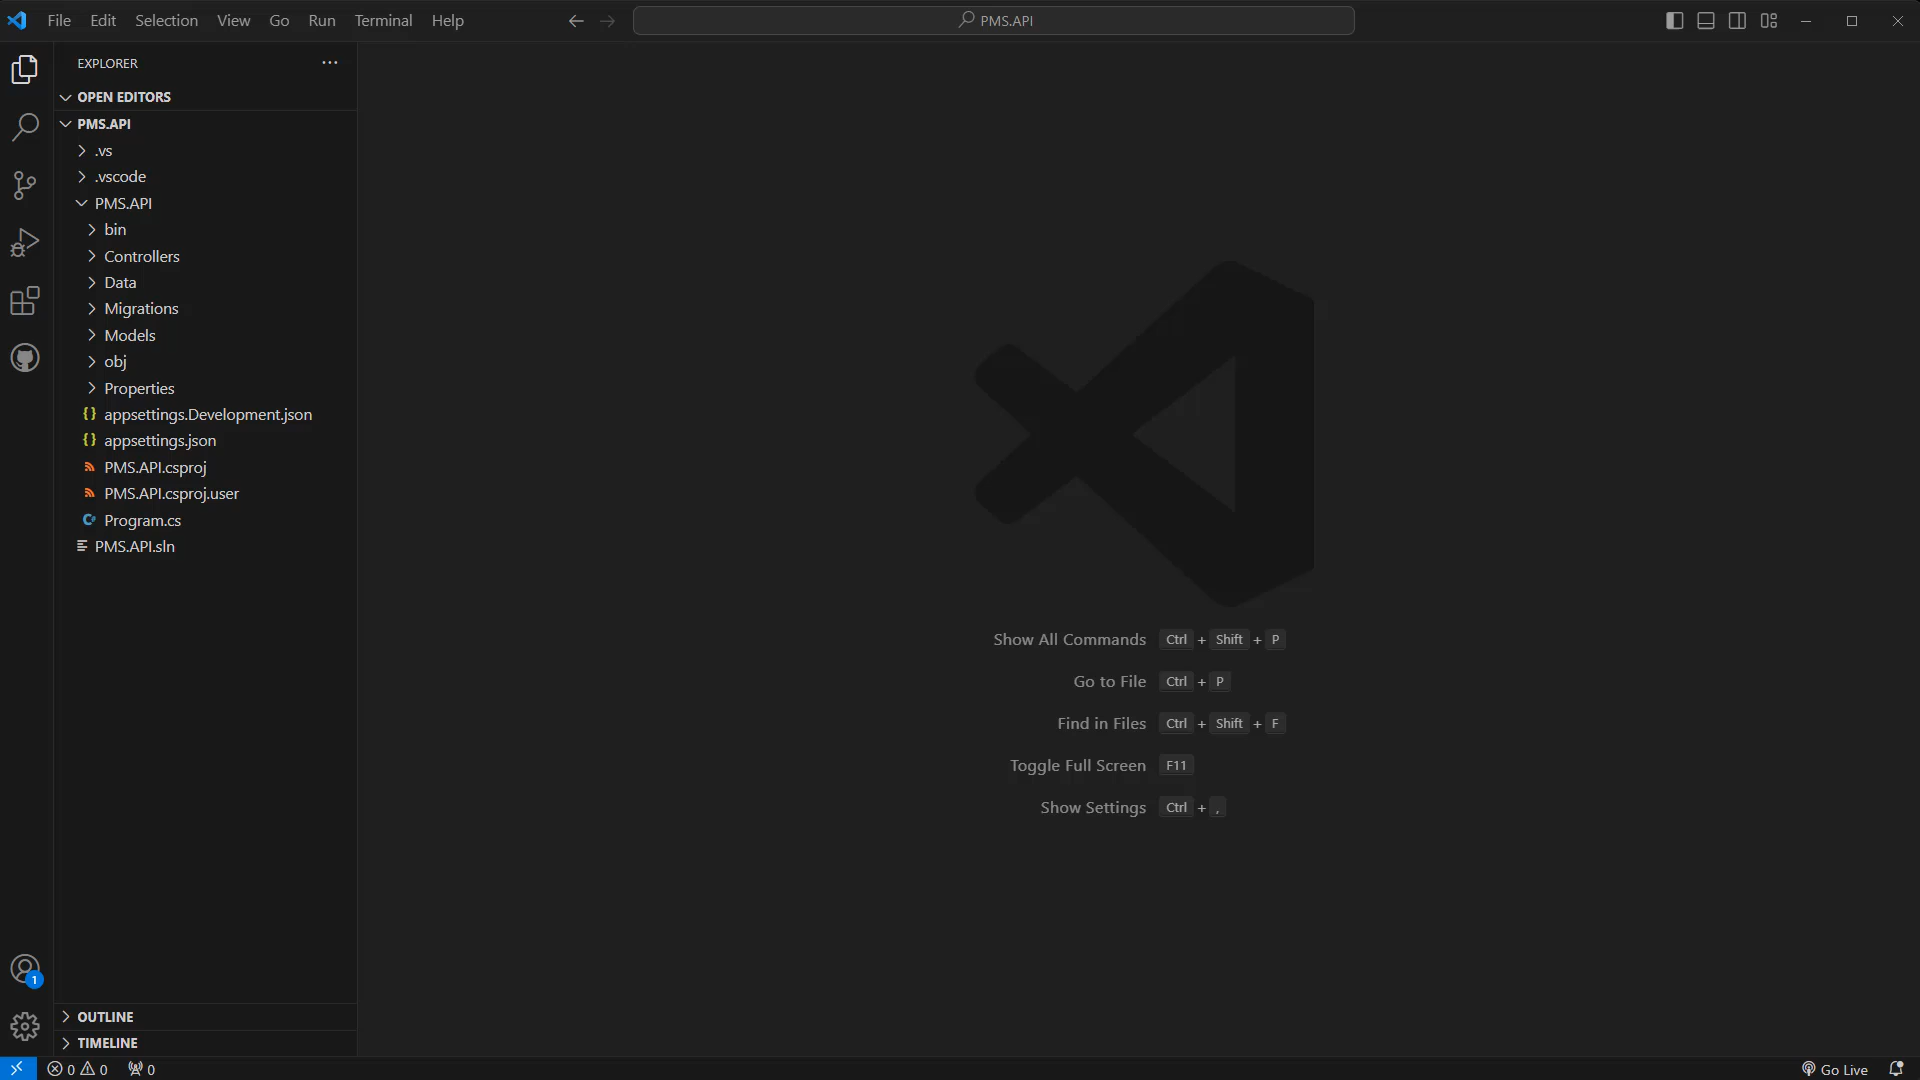 File Edit Selection View Go Run Terminal Help
PMS.API
EXPLORER
OPEN EDITORS
PMS.API
.vs
.vscode
PMS.API
bin
Controllers
Data
Migrations
Models
obj
Properties
{} appsettings.Development.json
{} appsettings.json
PMS.API.csproj
PMS.API.csproj.user
C# Program.cs
PMS.API.sln
Show All Commands Ctrl + Shift + P
Go to File Ctrl + P
Find in Files Ctrl + Shift + F
Toggle Full Screen F11
Show Settings Ctrl + ,
1
OUTLINE
TIMELINE
0 0 0 Go Live